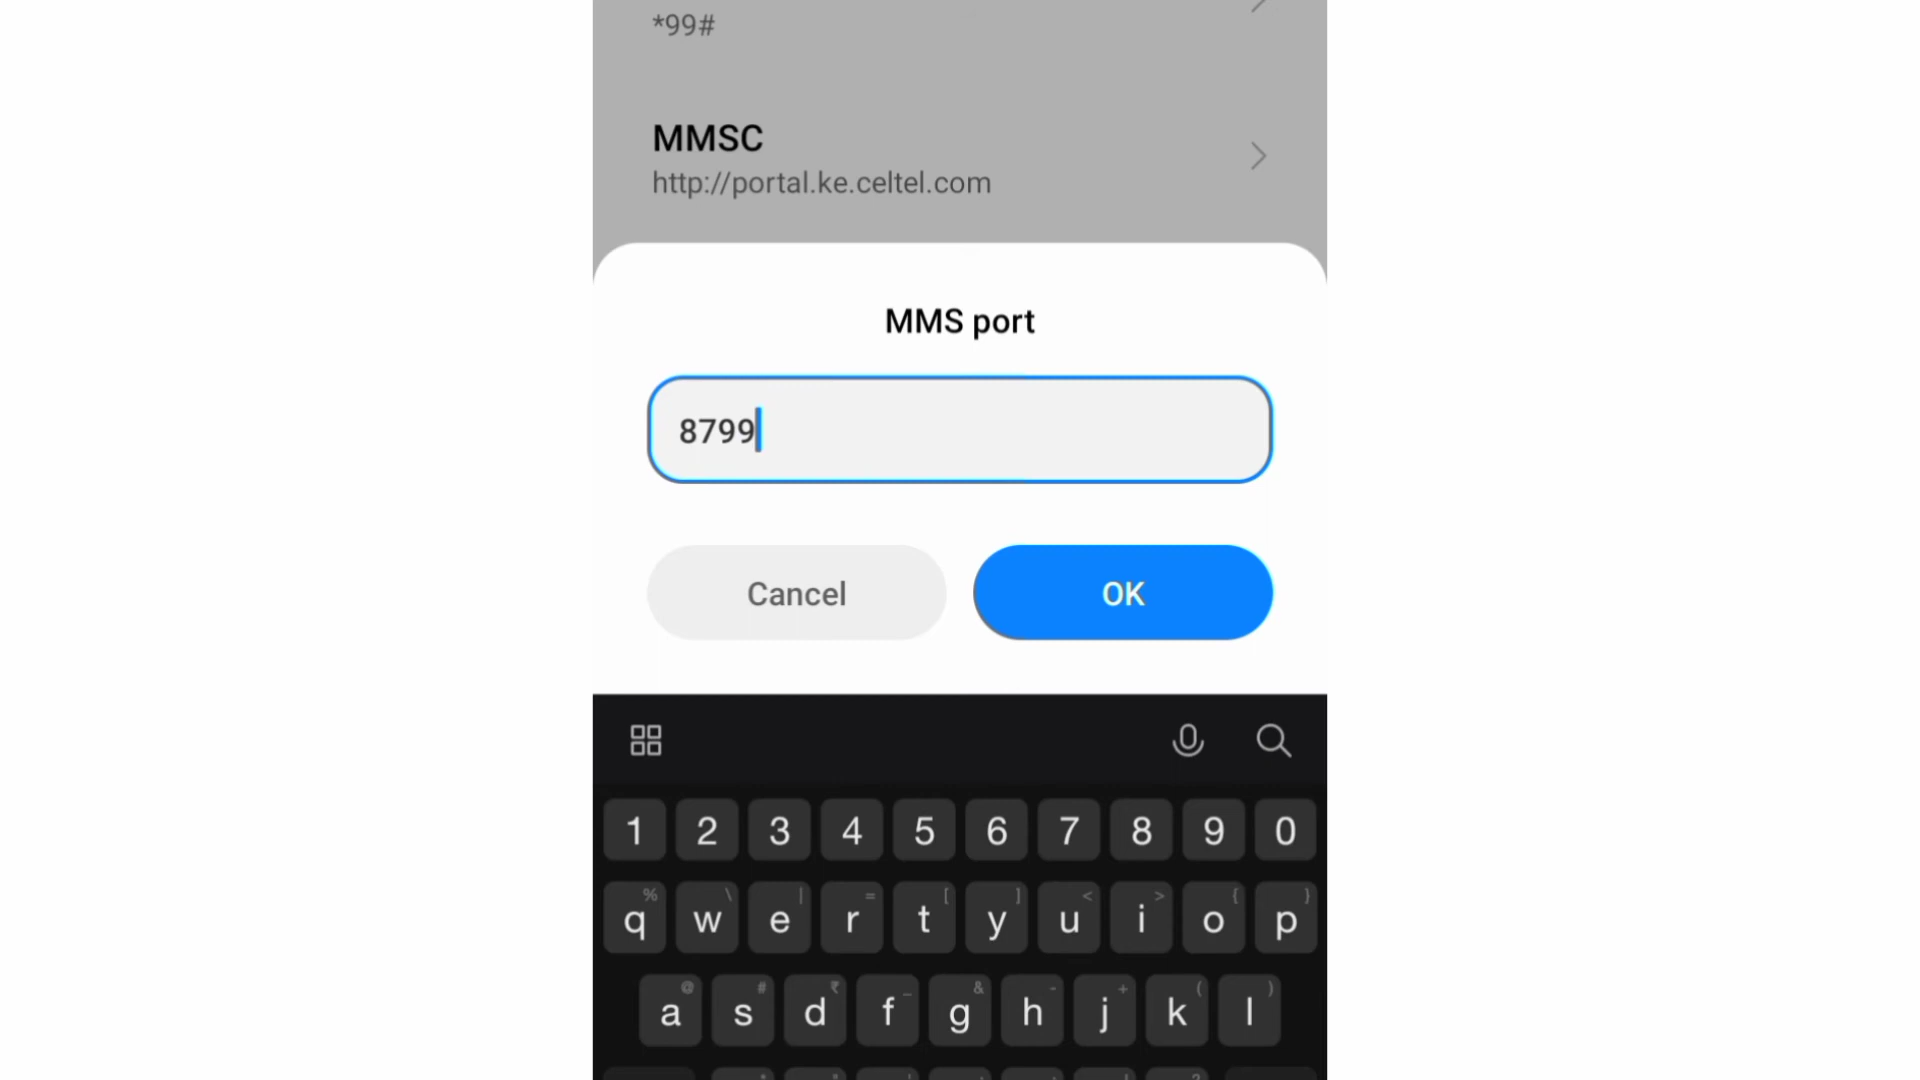 *99#
MMSC
http://portal.ke.celtel.com
MMS port
8799
Cancel
OK
1 2 3 4 5 6 7 8 9 0
% \ | = [ ] < > { }
q w e r t y u i o p
@ # ₹ _ & - + ( )
a s d f g h j k l